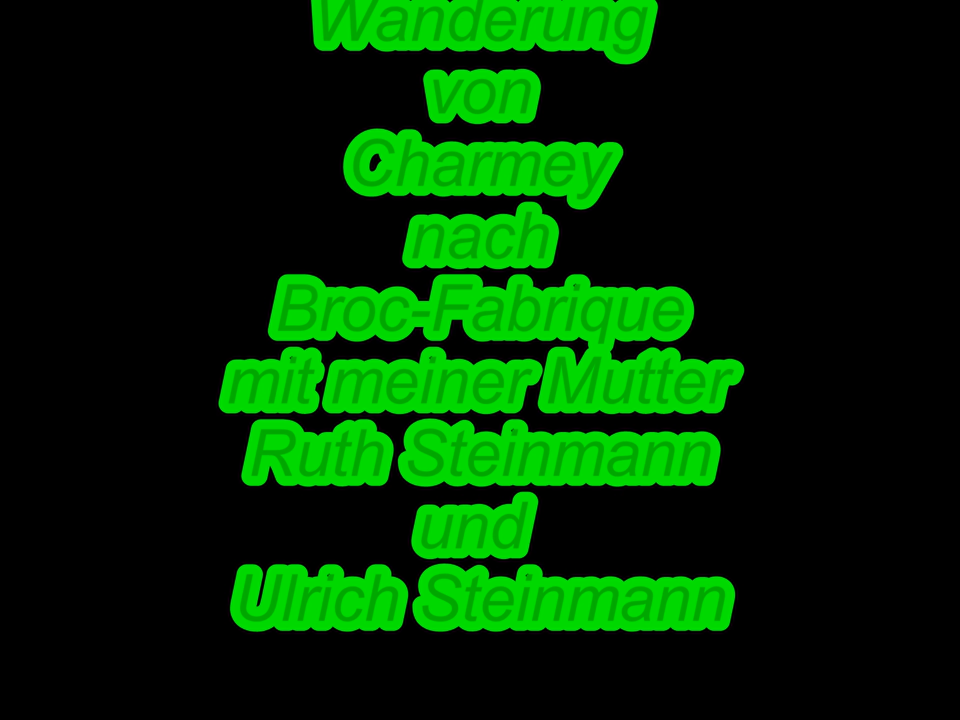 Wanderung
von
Charmey
nach
Broc-Fabrique
mit meiner Mutter
Ruth Steinmann
und
Ulrich Steinmann